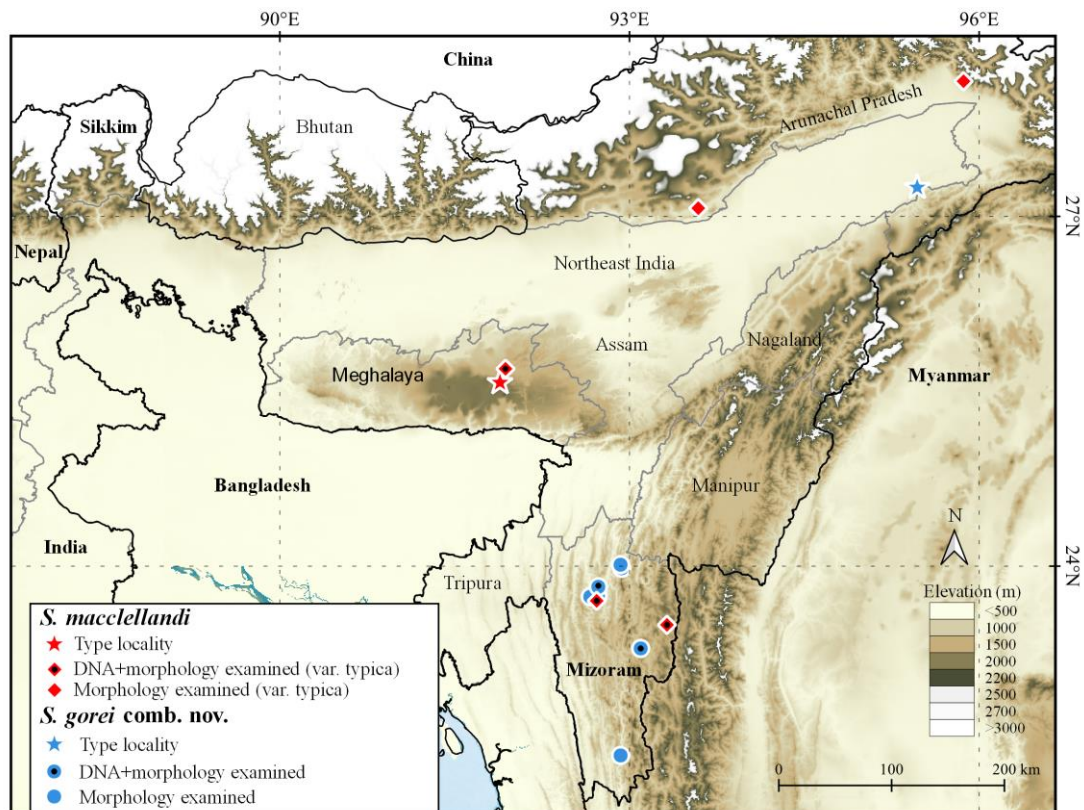 90°E 93°E 96°E
China
Sikkim
Bhutan
Arunachal Pradesh
27°N
Nepal
Northeast India
Assam
Nagaland
Meghalaya
Myanmar
Bangladesh
Manipur
N
India
24°N
Tripura
Elevation (m)
<500
1000
1500
2000
2200
2500
2700
>3000
Mizoram
S. macclellandi
Type locality
DNA+morphology examined (var. typica)
Morphology examined (var. typica)
S. gorei comb. nov.
Type locality
DNA+morphology examined
Morphology examined
0 100 200 km